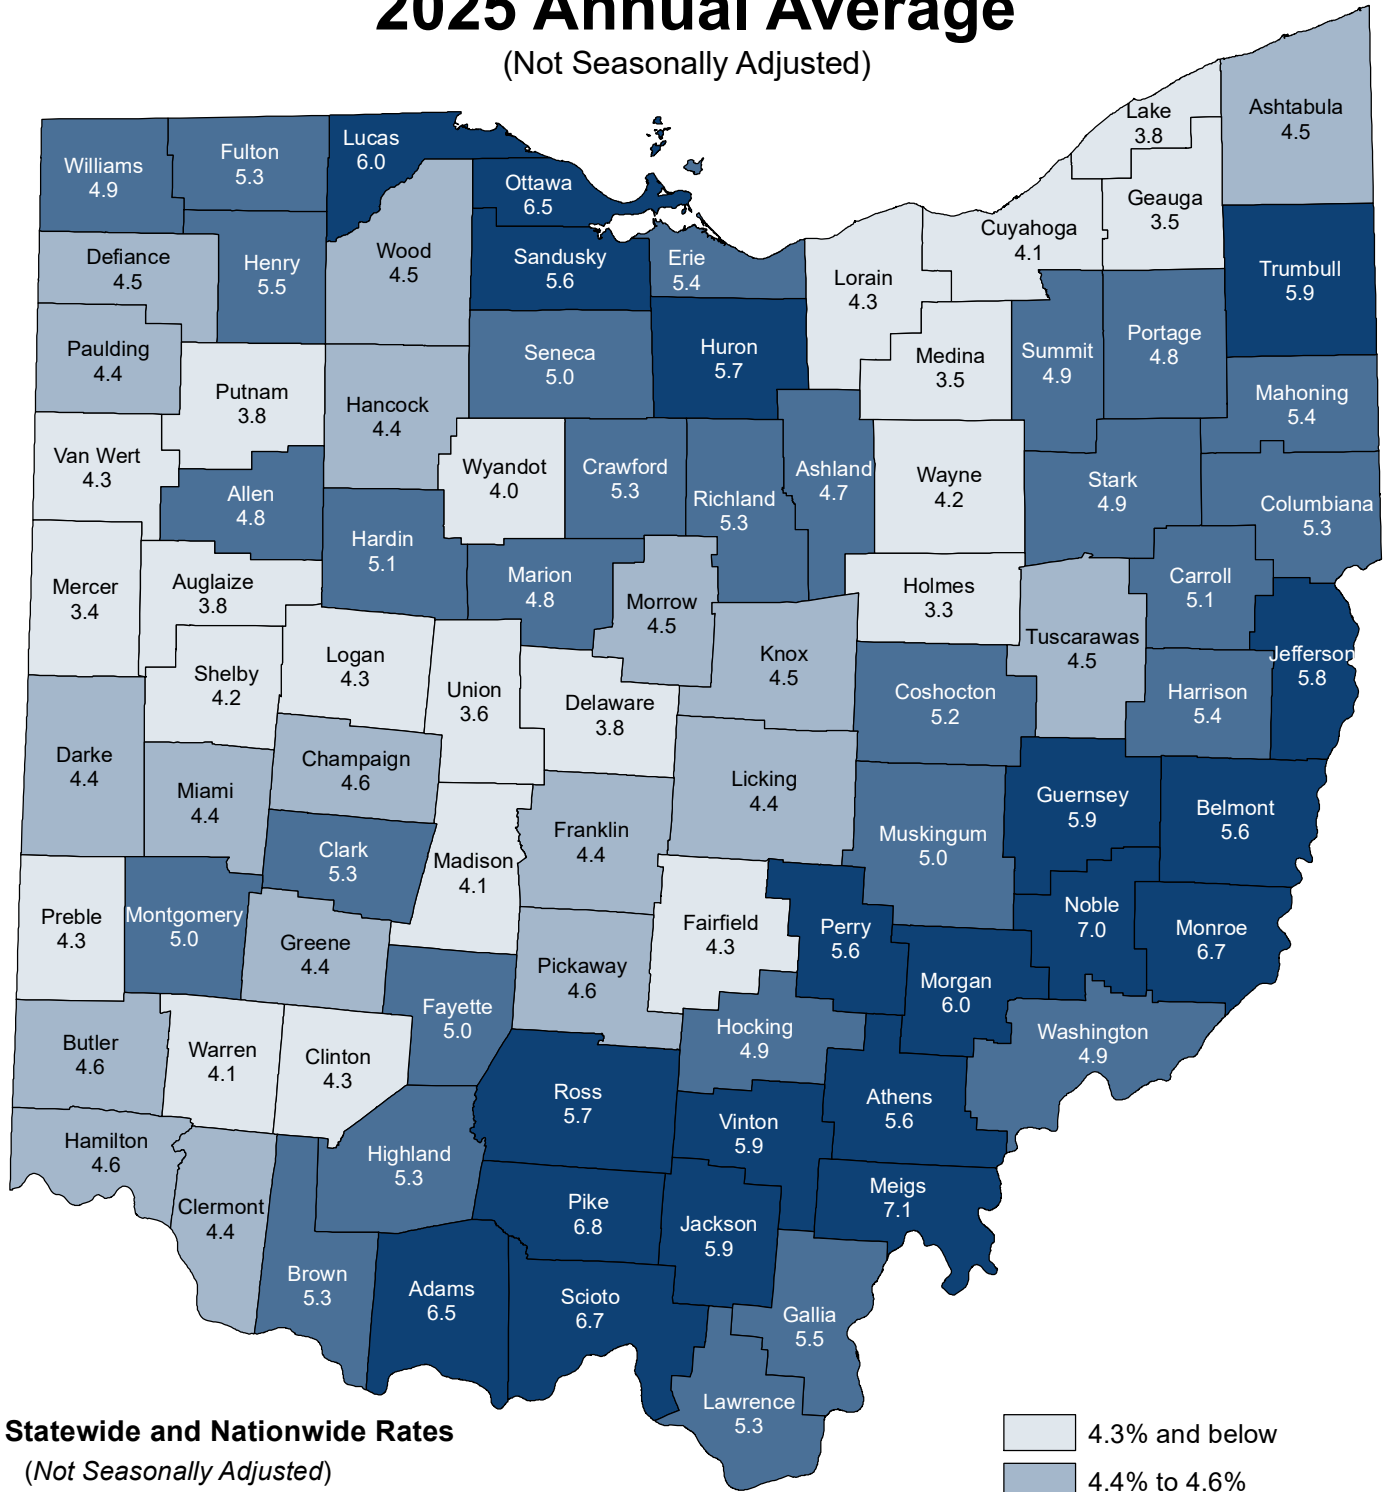 2025 Annual Average
(Not Seasonally Adjusted)
Lake
3.8
Ashtabula
4.5
Lucas
6.0
Fulton
5.3
Williams
4.9
Ottawa
6.5
Geauga
3.5
Cuyahoga
4.1
Wood
4.5
Defiance
4.5
Henry
5.5
Sandusky
5.6
Erie
5.4
Lorain
4.3
Trumbull
5.9
Paulding
4.4
Huron
5.7
Seneca
5.0
Medina
3.5
Summit
4.9
Portage
4.8
Putnam
3.8
Hancock
4.4
Mahoning
5.4
Van Wert
4.3
Wyandot
4.0
Crawford
5.3
Ashland
4.7
Wayne
4.2
Stark
4.9
Allen
4.8
Richland
5.3
Columbiana
5.3
Hardin
5.1
Mercer
3.4
Auglaize
3.8
Marion
4.8
Morrow
4.5
Holmes
3.3
Carroll
5.1
Tuscarawas
4.5
Logan
4.3
Knox
4.5
Jefferson
5.8
Shelby
4.2
Union
3.6
Delaware
3.8
Coshocton
5.2
Harrison
5.4
Darke
4.4
Champaign
4.6
Miami
4.4
Licking
4.4
Guernsey
5.9
Belmont
5.6
Franklin
4.4
Muskingum
5.0
Clark
5.3
Madison
4.1
Preble
4.3
Montgomery
5.0
Fairfield
4.3
Perry
5.6
Noble
7.0
Monroe
6.7
Greene
4.4
Pickaway
4.6
Morgan
6.0
Fayette
5.0
Hocking
4.9
Washington
4.9
Butler
4.6
Warren
4.1
Clinton
4.3
Ross
5.7
Athens
5.6
Vinton
5.9
Hamilton
4.6
Highland
5.3
Meigs
7.1
Clermont
4.4
Pike
6.8
Jackson
5.9
Brown
5.3
Adams
6.5
Scioto
6.7
Gallia
5.5
Lawrence
5.3
Statewide and Nationwide Rates
(Not Seasonally Adjusted)
4.3% and below
4.4% to 4.6%